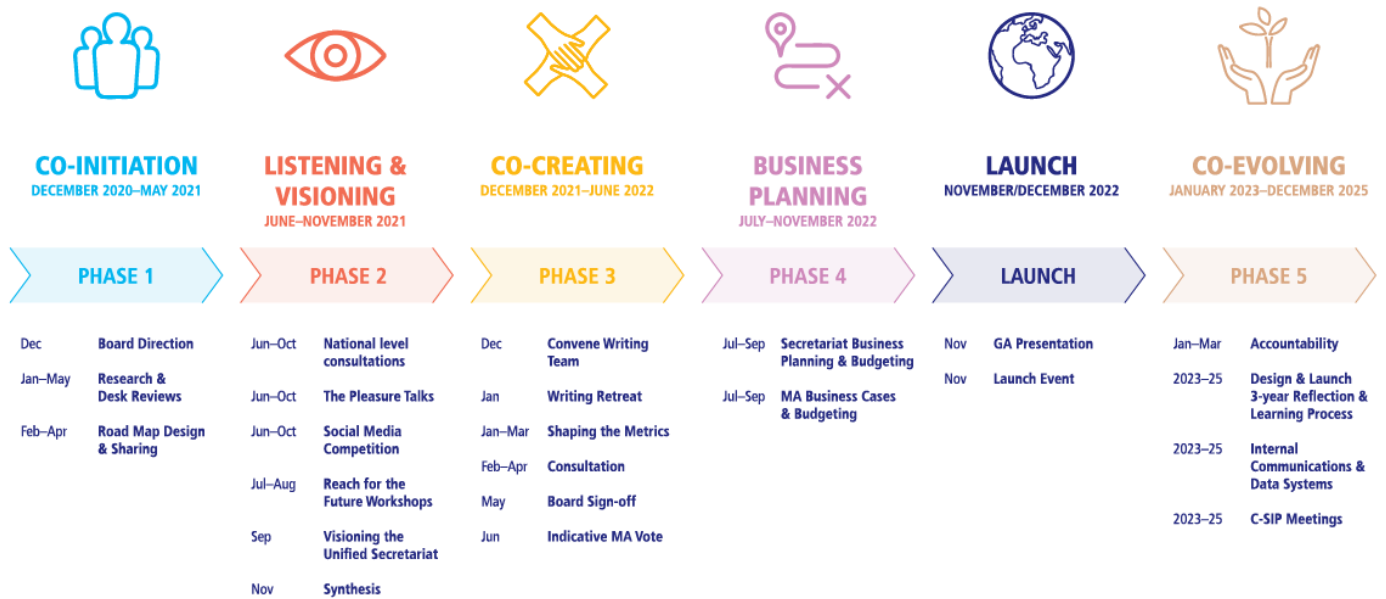 CO-INITIATION
DECEMBER 2020–MAY 2021
LISTENING &
VISIONING
JUNE–NOVEMBER 2021
CO-CREATING
DECEMBER 2021–JUNE 2022
BUSINESS
PLANNING
JULY–NOVEMBER 2022
LAUNCH
NOVEMBER/DECEMBER 2022
CO-EVOLVING
JANUARY 2023–DECEMBER 2025
PHASE 1
PHASE 2
PHASE 3
PHASE 4
LAUNCH
PHASE 5
Dec Board Direction
Jan–May Research &
Desk Reviews
Feb–Apr Road Map Design
& Sharing
Jun–Oct National level
consultations
Jun–Oct The Pleasure Talks
Jun–Oct Social Media
Competition
Jul–Aug Reach for the
Future Workshops
Sep Visioning the
Unified Secretariat
Nov Synthesis
Dec Convene Writing
Team
Jan Writing Retreat
Jan–Mar Shaping the Metrics
Feb–Apr Consultation
May Board Sign-off
Jun Indicative MA Vote
Jul–Sep Secretariat Business
Planning & Budgeting
Jul–Sep MA Business Cases
& Budgeting
Nov GA Presentation
Nov Launch Event
Jan–Mar Accountability
2023–25 Design & Launch
3-year Reflection &
Learning Process
2023–25 Internal
Communications &
Data Systems
2023–25 C-SIP Meetings